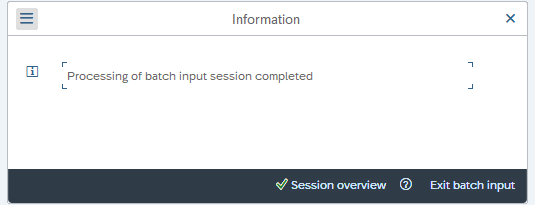 Information
Processing of batch input session completed
Session overview
Exit batch input